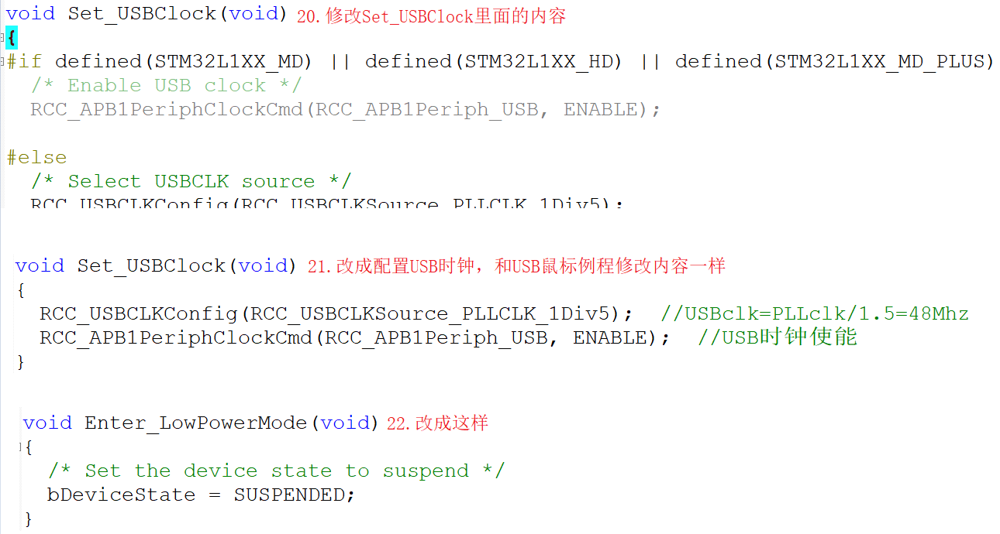 void Set_USBClock(void) 20.修改Set_USBClock里面的内容
{
#if defined(STM32L1XX_MD) || defined(STM32L1XX_HD) || defined(STM32L1XX_MD_PLUS)
/* Enable USB clock */
RCC_APB1PeriphClockCmd(RCC_APB1Periph_USB, ENABLE);
#else
/* Select USBCLK source */
RCC_USBCLKConfig(RCC_USBCLKSource_PLLCLK_1Div5);
void Set_USBClock(void) 21.改成配置USB时钟，和USB鼠标例程修改内容一样
{
RCC_USBCLKConfig(RCC_USBCLKSource_PLLCLK_1Div5); //USBclk=PLLclk/1.5=48Mhz
RCC_APB1PeriphClockCmd(RCC_APB1Periph_USB, ENABLE); //USB时钟使能
}
void Enter_LowPowerMode(void) 22.改成这样
{
/* Set the device state to suspend */
bDeviceState = SUSPENDED;
}